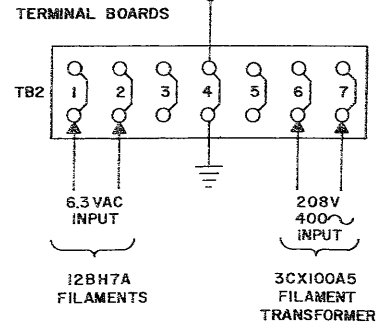 TERMINAL BOARDS
TB2 1 2 3 4 5 6 7
6.3 VAC
INPUT
208V
400~
INPUT
12BH7A
FILAMENTS
3CX100A5
FILAMENT
TRANSFORMER